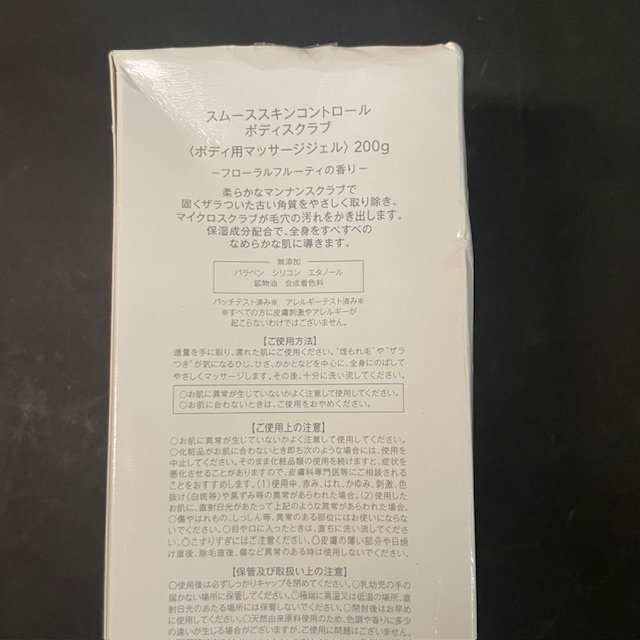 スムーススキンコントロール
ボディスクラブ
〈ボディ用マッサージジェル〉200g
－フローラルフルーティの香り－
柔らかなマンナンスクラブで
固くザラついた古い角質をやさしく取り除き、
マイクロスクラブが毛穴の汚れをかき出します。
保湿成分配合で、全身をすべすべの
なめらかな肌に導きます。
無添加
パラベン シリコン エタノール
鉱物油 合成着色料
パッチテスト済み※ アレルギーテスト済み※
※すべての方に皮膚刺激やアレルギーが
起こらないわけではございません。
【ご使用方法】
適量を手に取り、濡れた肌にご使用ください。"埋もれ毛"や"ザラ
つき"が気になるひじ、ひざ、かかとなどを中心に、全身にのばして
やさしくマッサージします。その後、十分に洗い流してください。
○お肌に異常が生じていないかよく注意して使用してください。
○お肌に合わないときは、ご使用をおやめください。
【ご使用上の注意】
○お肌に異常が生じていないかよく注意して使用してください。
○化粧品がお肌に合わないとき即ち次のような場合には、使用を
中止してください。そのまま化粧品類の使用を続けますと、症状を
悪化させることがありますので、皮膚科専門医等にご相談される
ことをおすすめします。(1)使用中、赤み、はれ、かゆみ、刺激、色
抜け(白斑等)や黒ずみ等の異常があらわれた場合。(2)使用した
お肌に、直射日光があたって上記のような異常があらわれた場合。
○傷やはれもの、しっしん等、異常のある部位にはお使いにならな
いでください。○目や口に入ったときは、直ちに洗い流してくださ
い。○こすりすぎにはご注意ください。○皮膚の薄い部分や日焼
け直後、除毛直後、傷など異常のある時は使用しないでください。
【保管及び取扱い上の注意】
○使用後は必ずしっかりキャップを閉めてください。○乳幼児の手の
届かない場所に保管してください。○極端に高温又は低温の場所、直
射日光のあたる場所には保管しないでください。○開封後はお早め
に使用してください。○天然由来原料使用のため、色調や香りに多少
の違いが生じる場合がございますが、ご使用に問題はございません。